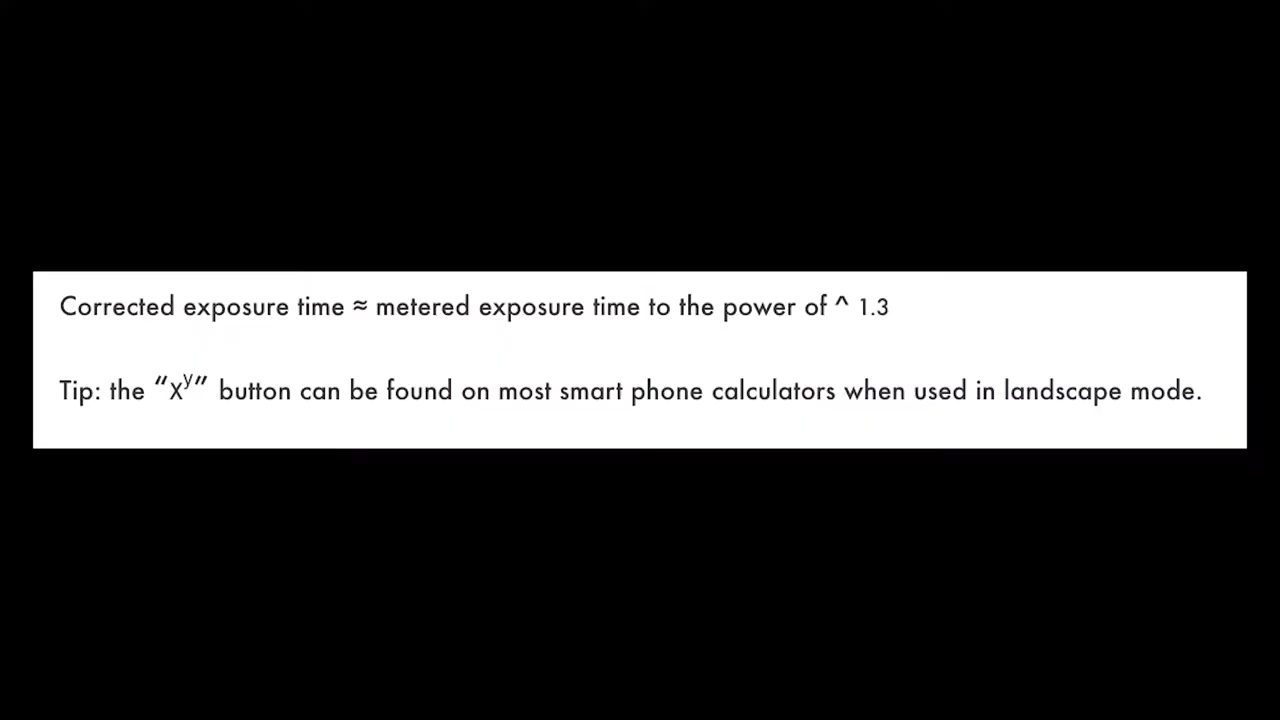 Corrected exposure time ≈ metered exposure time to the power of ^ 1.3
Tip: the “Xʸ” button can be found on most smart phone calculators when used in landscape mode.